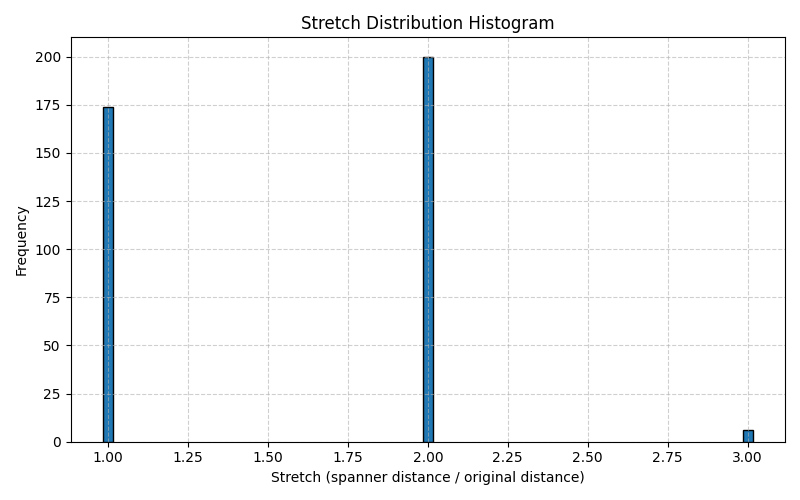 Stretch Distribution Histogram
200
175
150
125
100
75
50
25
0
Frequency
1.00 1.25 1.50 1.75 2.00 2.25 2.50 2.75 3.00
Stretch (spanner distance / original distance)